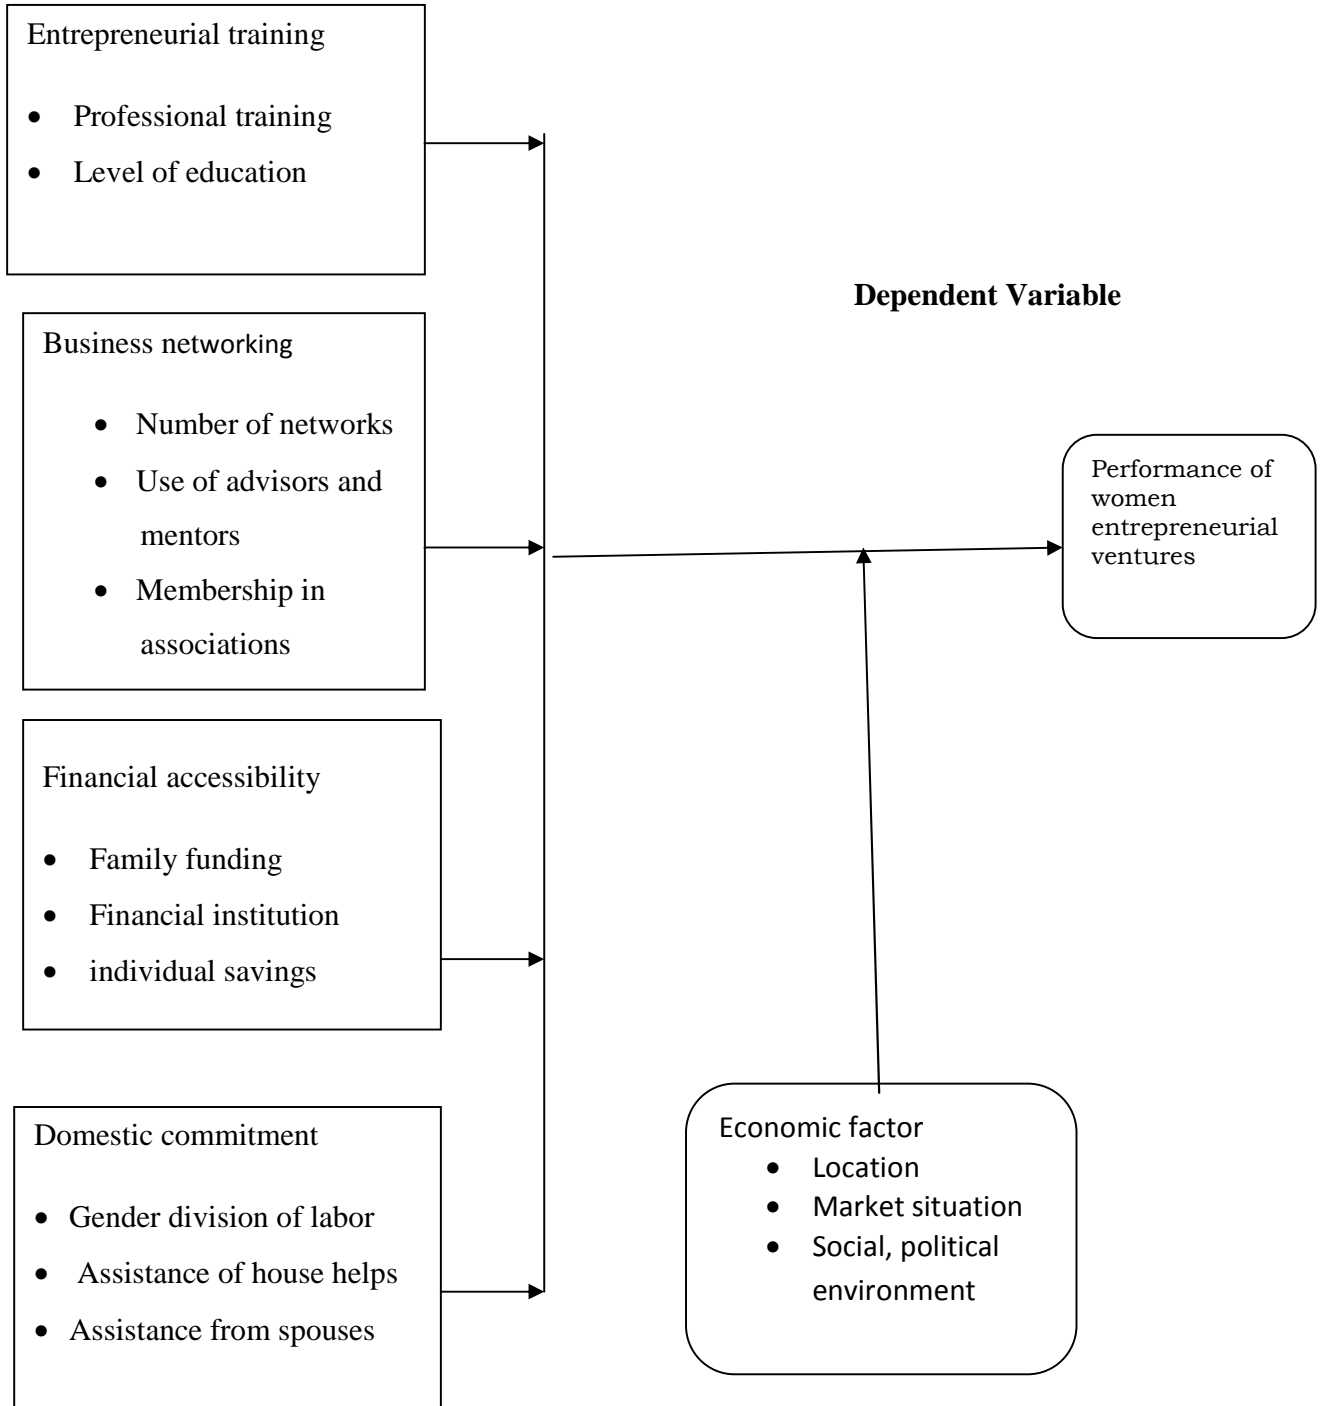 Entrepreneurial training
• Professional training
• Level of education
Business networking
• Number of networks
• Use of advisors and
mentors
• Membership in
associations
Financial accessibility
• Family funding
• Financial institution
• individual savings
Domestic commitment
• Gender division of labor
• Assistance of house helps
• Assistance from spouses
Dependent Variable
Performance of
women
entrepreneurial
ventures
Economic factor
• Location
• Market situation
• Social, political
environment